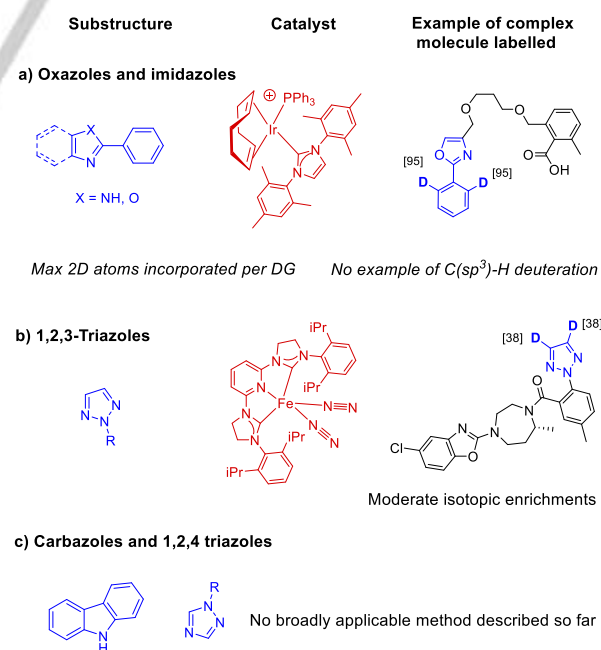 Substructure Catalyst Example of complex
molecule labelled
a) Oxazoles and imidazoles
X
N
X = NH, O
⊕
PPh3
Ir
N
N
O
O
N
O
O
OH
[95]
D
D
[95]
Max 2D atoms incorporated per DG
No example of C(sp3)-H deuteration
b) 1,2,3-Triazoles
N
N
N
R
iPr
N
N
iPr
N
Fe
N≡N
N
N
N
N
iPr
iPr
[38]
D
D
[38]
N
N
N
O
N
N
N
O
Cl
Moderate isotopic enrichments
c) Carbazoles and 1,2,4 triazoles
N
H
R
N
N
N
No broadly applicable method described so far